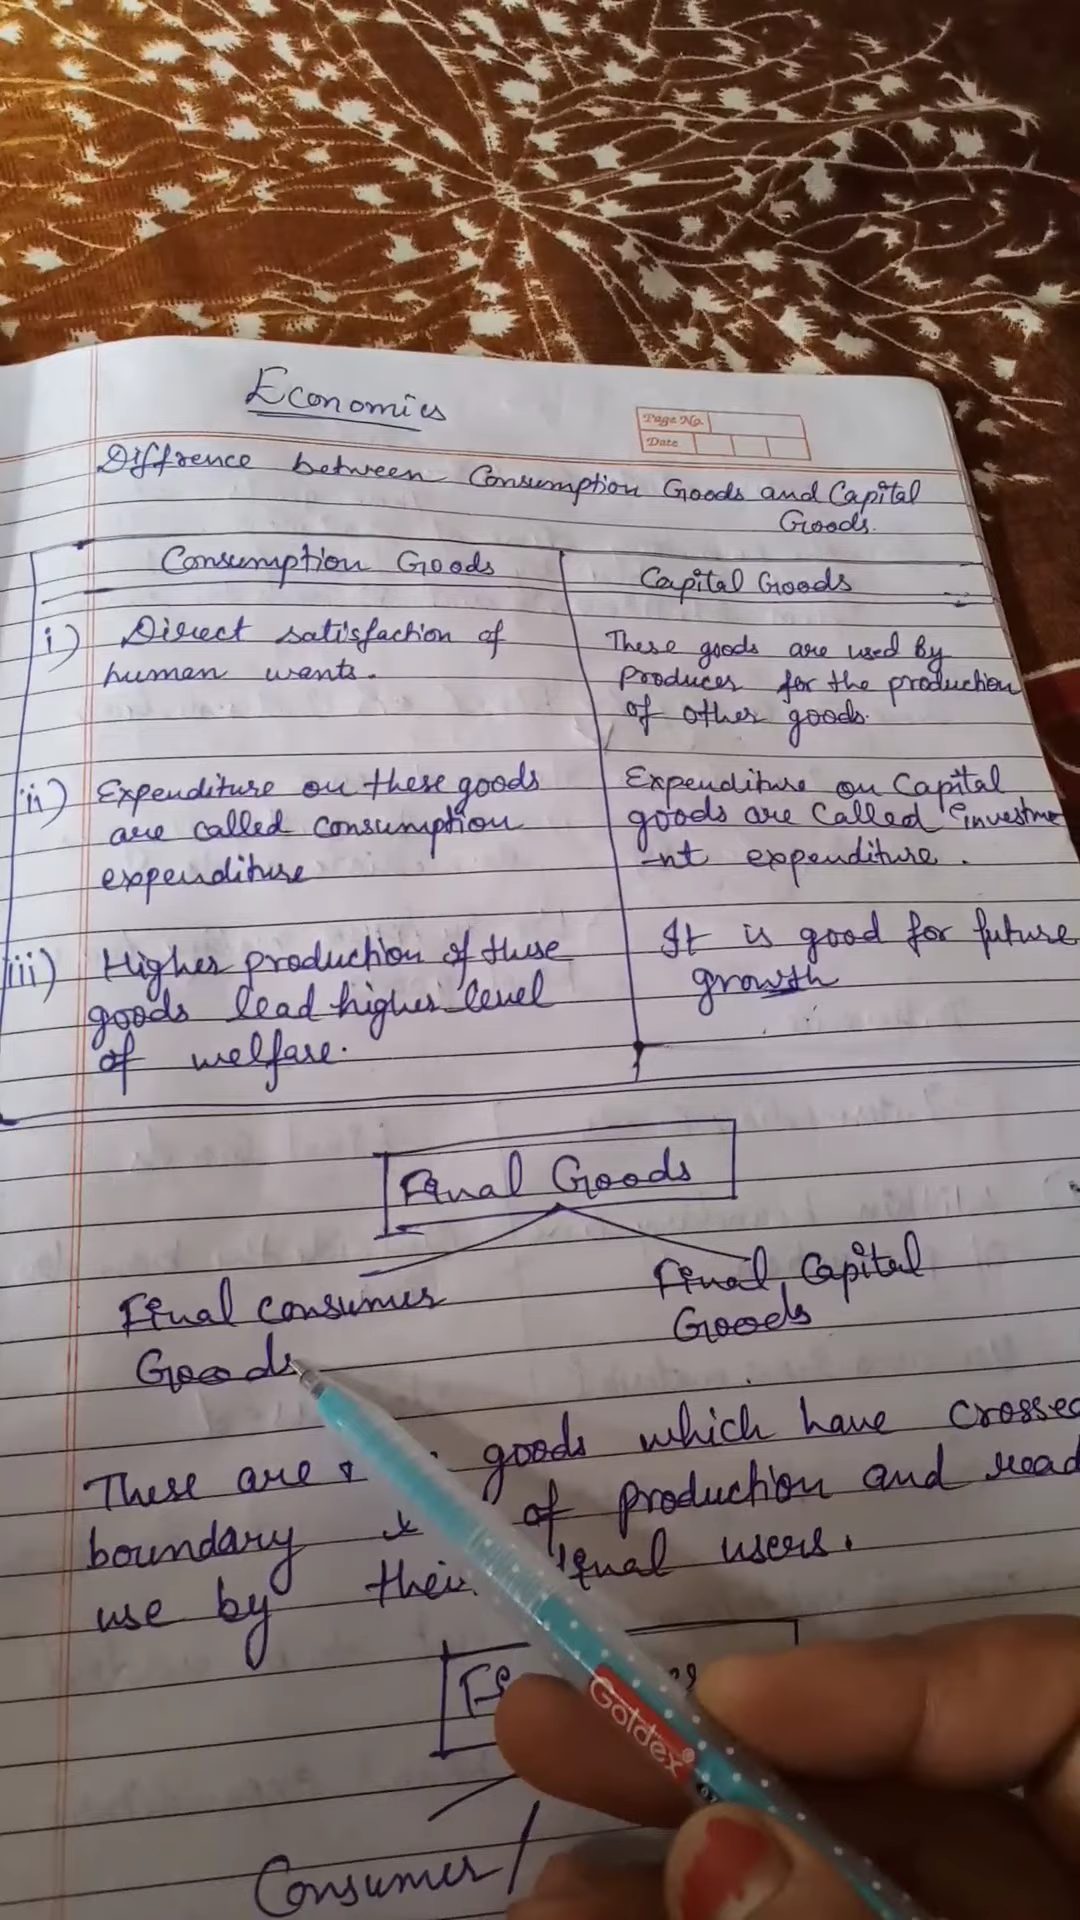 Economics
Page No.
Date
Diffrence between Consumption Goods and Capital
Goods.
Consumption Goods
Capital Goods
i) Direct satisfaction of
human wants.
These goods are used by
producer for the production
of other goods.
ii) Expenditure on these goods
are called consumption
expenditure
Expenditure on Capital
goods are called investme
-nt expenditure.
iii) Higher production of these
goods lead higher level
of welfare.
It is good for future
growth
Final Goods
Final consumer
Goods
Final Capital
Goods
These are goods which have crossed
boundary of production and
use by their users.
Goldex
Consumer/